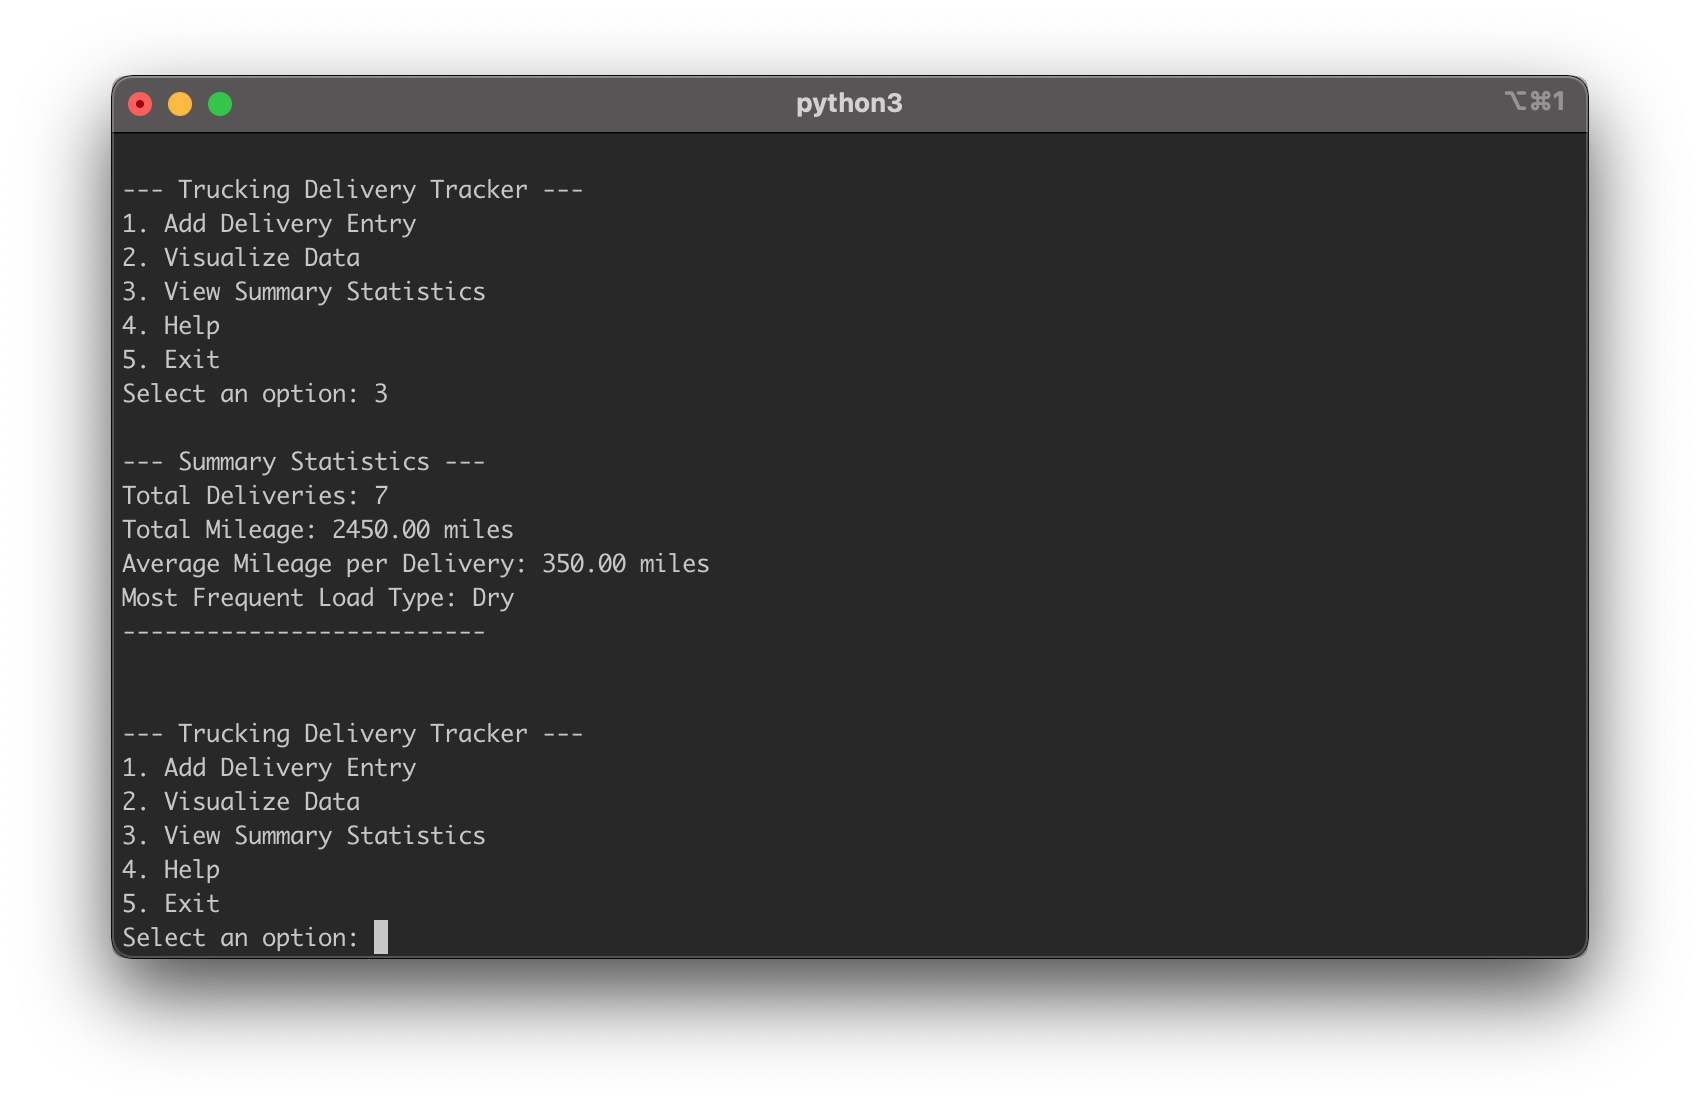 python3
⌥⌘1
--- Trucking Delivery Tracker ---
1. Add Delivery Entry
2. Visualize Data
3. View Summary Statistics
4. Help
5. Exit
Select an option: 3
--- Summary Statistics ---
Total Deliveries: 7
Total Mileage: 2450.00 miles
Average Mileage per Delivery: 350.00 miles
Most Frequent Load Type: Dry
--------------------------
--- Trucking Delivery Tracker ---
1. Add Delivery Entry
2. Visualize Data
3. View Summary Statistics
4. Help
5. Exit
Select an option: